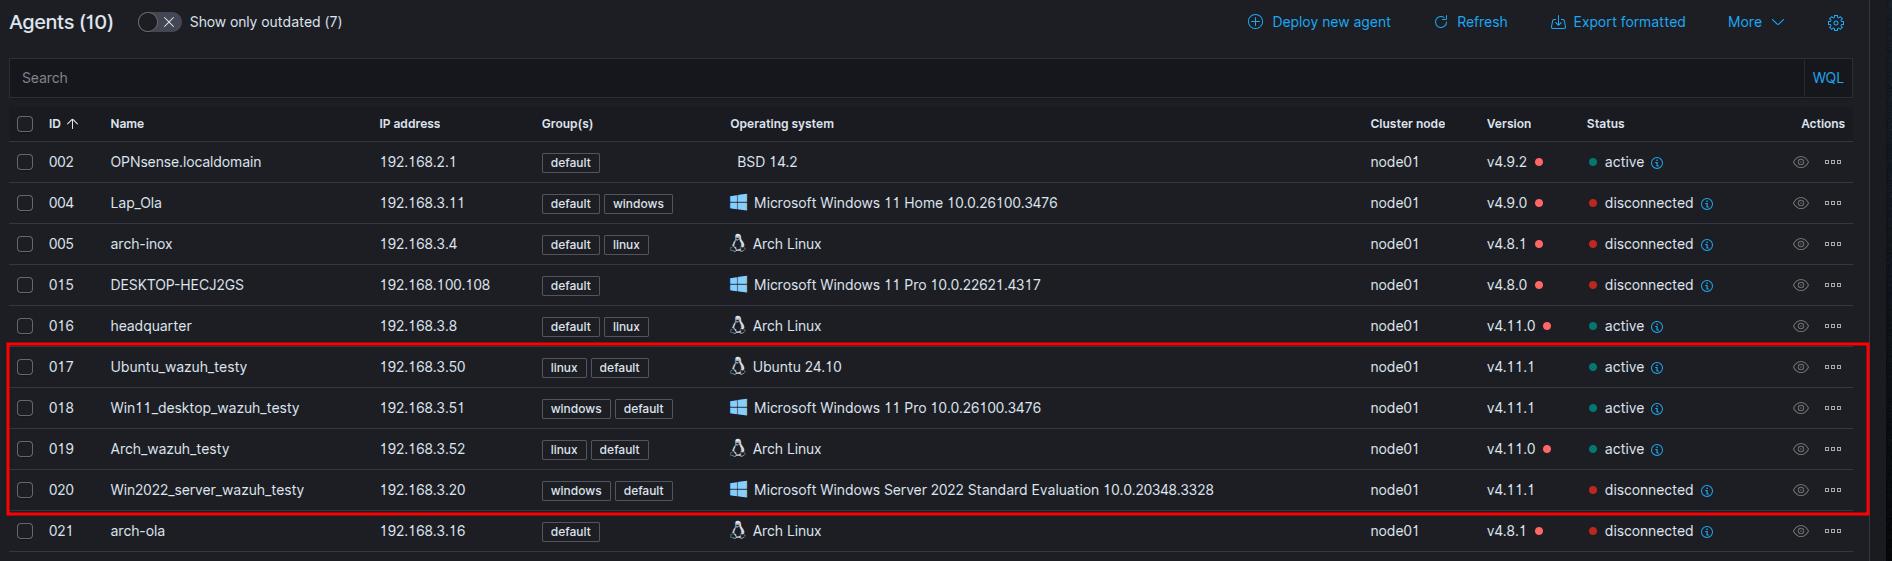 Agents (10) Show only outdated (7) Deploy new agent Refresh Export formatted More
Search WQL
ID Name IP address Group(s) Operating system Cluster node Version Status Actions
002 OPNsense.localdomain 192.168.2.1 default BSD 14.2 node01 v4.9.2 active
004 Lap_Ola 192.168.3.11 default windows Microsoft Windows 11 Home 10.0.26100.3476 node01 v4.9.0 disconnected
005 arch-inox 192.168.3.4 default linux Arch Linux node01 v4.8.1 disconnected
015 DESKTOP-HECJ2GS 192.168.100.108 default Microsoft Windows 11 Pro 10.0.22621.4317 node01 v4.8.0 disconnected
016 headquarter 192.168.3.8 default linux Arch Linux node01 v4.11.0 active
017 Ubuntu_wazuh_testy 192.168.3.50 linux default Ubuntu 24.10 node01 v4.11.1 active
018 Win11_desktop_wazuh_testy 192.168.3.51 windows default Microsoft Windows 11 Pro 10.0.26100.3476 node01 v4.11.1 active
019 Arch_wazuh_testy 192.168.3.52 linux default Arch Linux node01 v4.11.0 active
020 Win2022_server_wazuh_testy 192.168.3.20 windows default Microsoft Windows Server 2022 Standard Evaluation 10.0.20348.3328 node01 v4.11.1 disconnected
021 arch-ola 192.168.3.16 default Arch Linux node01 v4.8.1 disconnected